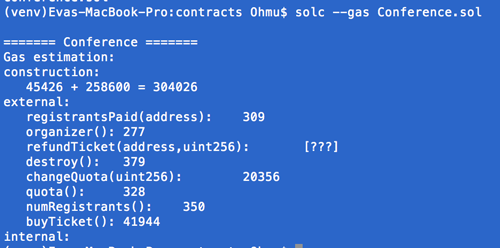 (venv)Evas-MacBook-Pro:contracts Ohmu$ solc --gas Conference.sol
======= Conference =======
Gas estimation:
construction:
45426 + 258600 = 304026
external:
registrantsPaid(address): 309
organizer(): 277
refundTicket(address,uint256): [???]
destroy(): 379
changeQuota(uint256): 20356
quota(): 328
numRegistrants(): 350
buyTicket(): 41944
internal: